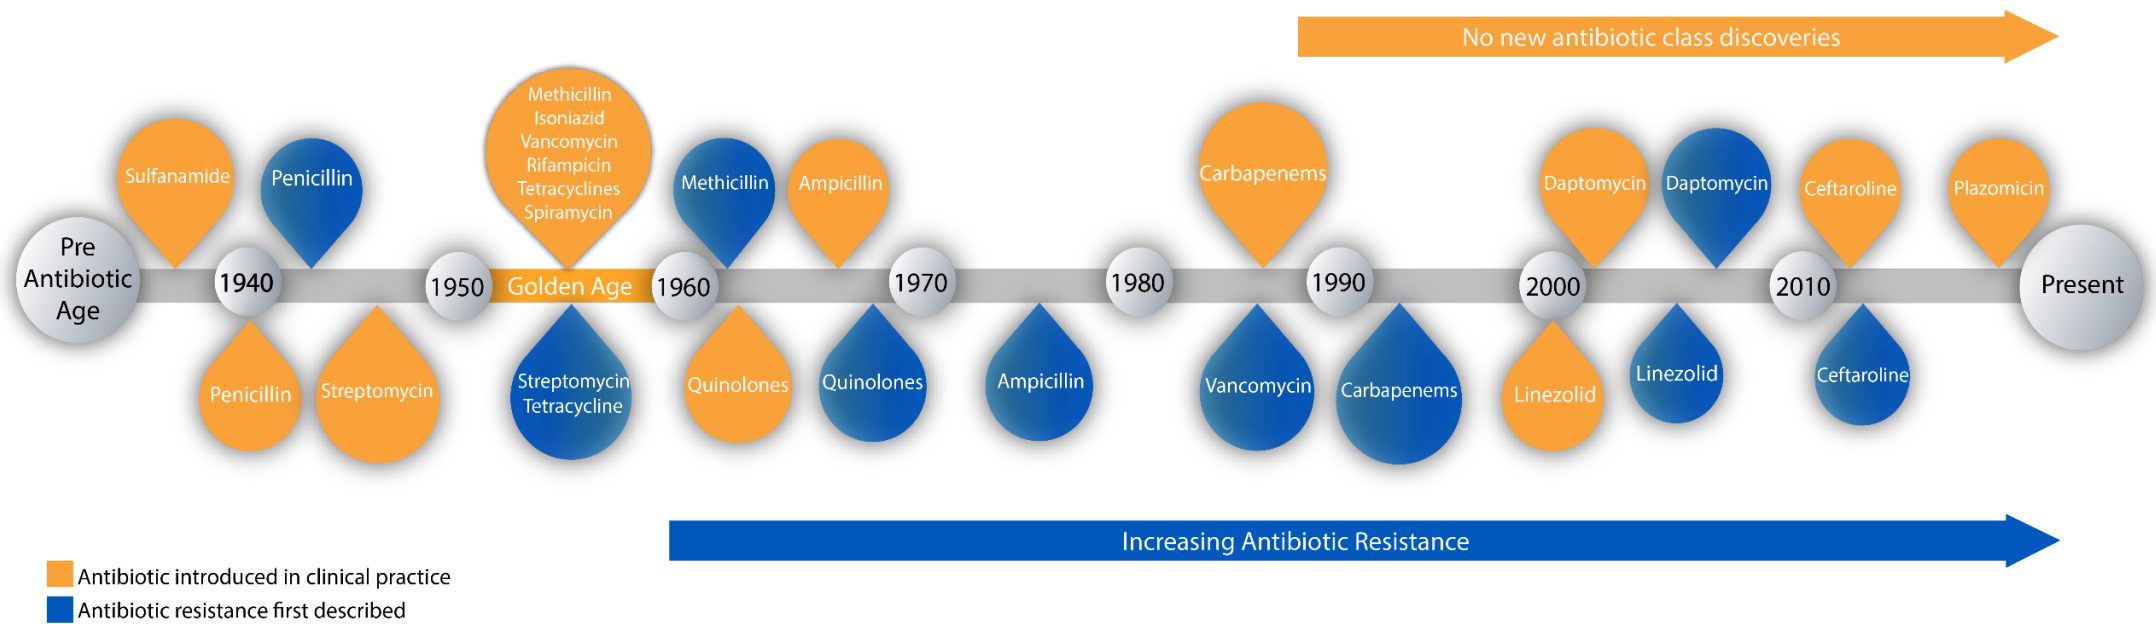 No new antibiotic class discoveries
Methicillin
Isoniazid
Vancomycin
Rifampicin
Tetracyclines
Spiramycin
Sulfanamide
Penicillin
Methicillin
Ampicillin
Carbapenems
Daptomycin
Daptomycin
Ceftaroline
Plazomicin
Pre
Antibiotic
Age
1940
1950
Golden Age
1960
1970
1980
1990
2000
2010
Present
Penicillin
Streptomycin
Streptomycin
Tetracycline
Quinolones
Quinolones
Ampicillin
Vancomycin
Carbapenems
Linezolid
Linezolid
Ceftaroline
Increasing Antibiotic Resistance
Antibiotic introduced in clinical practice
Antibiotic resistance first described